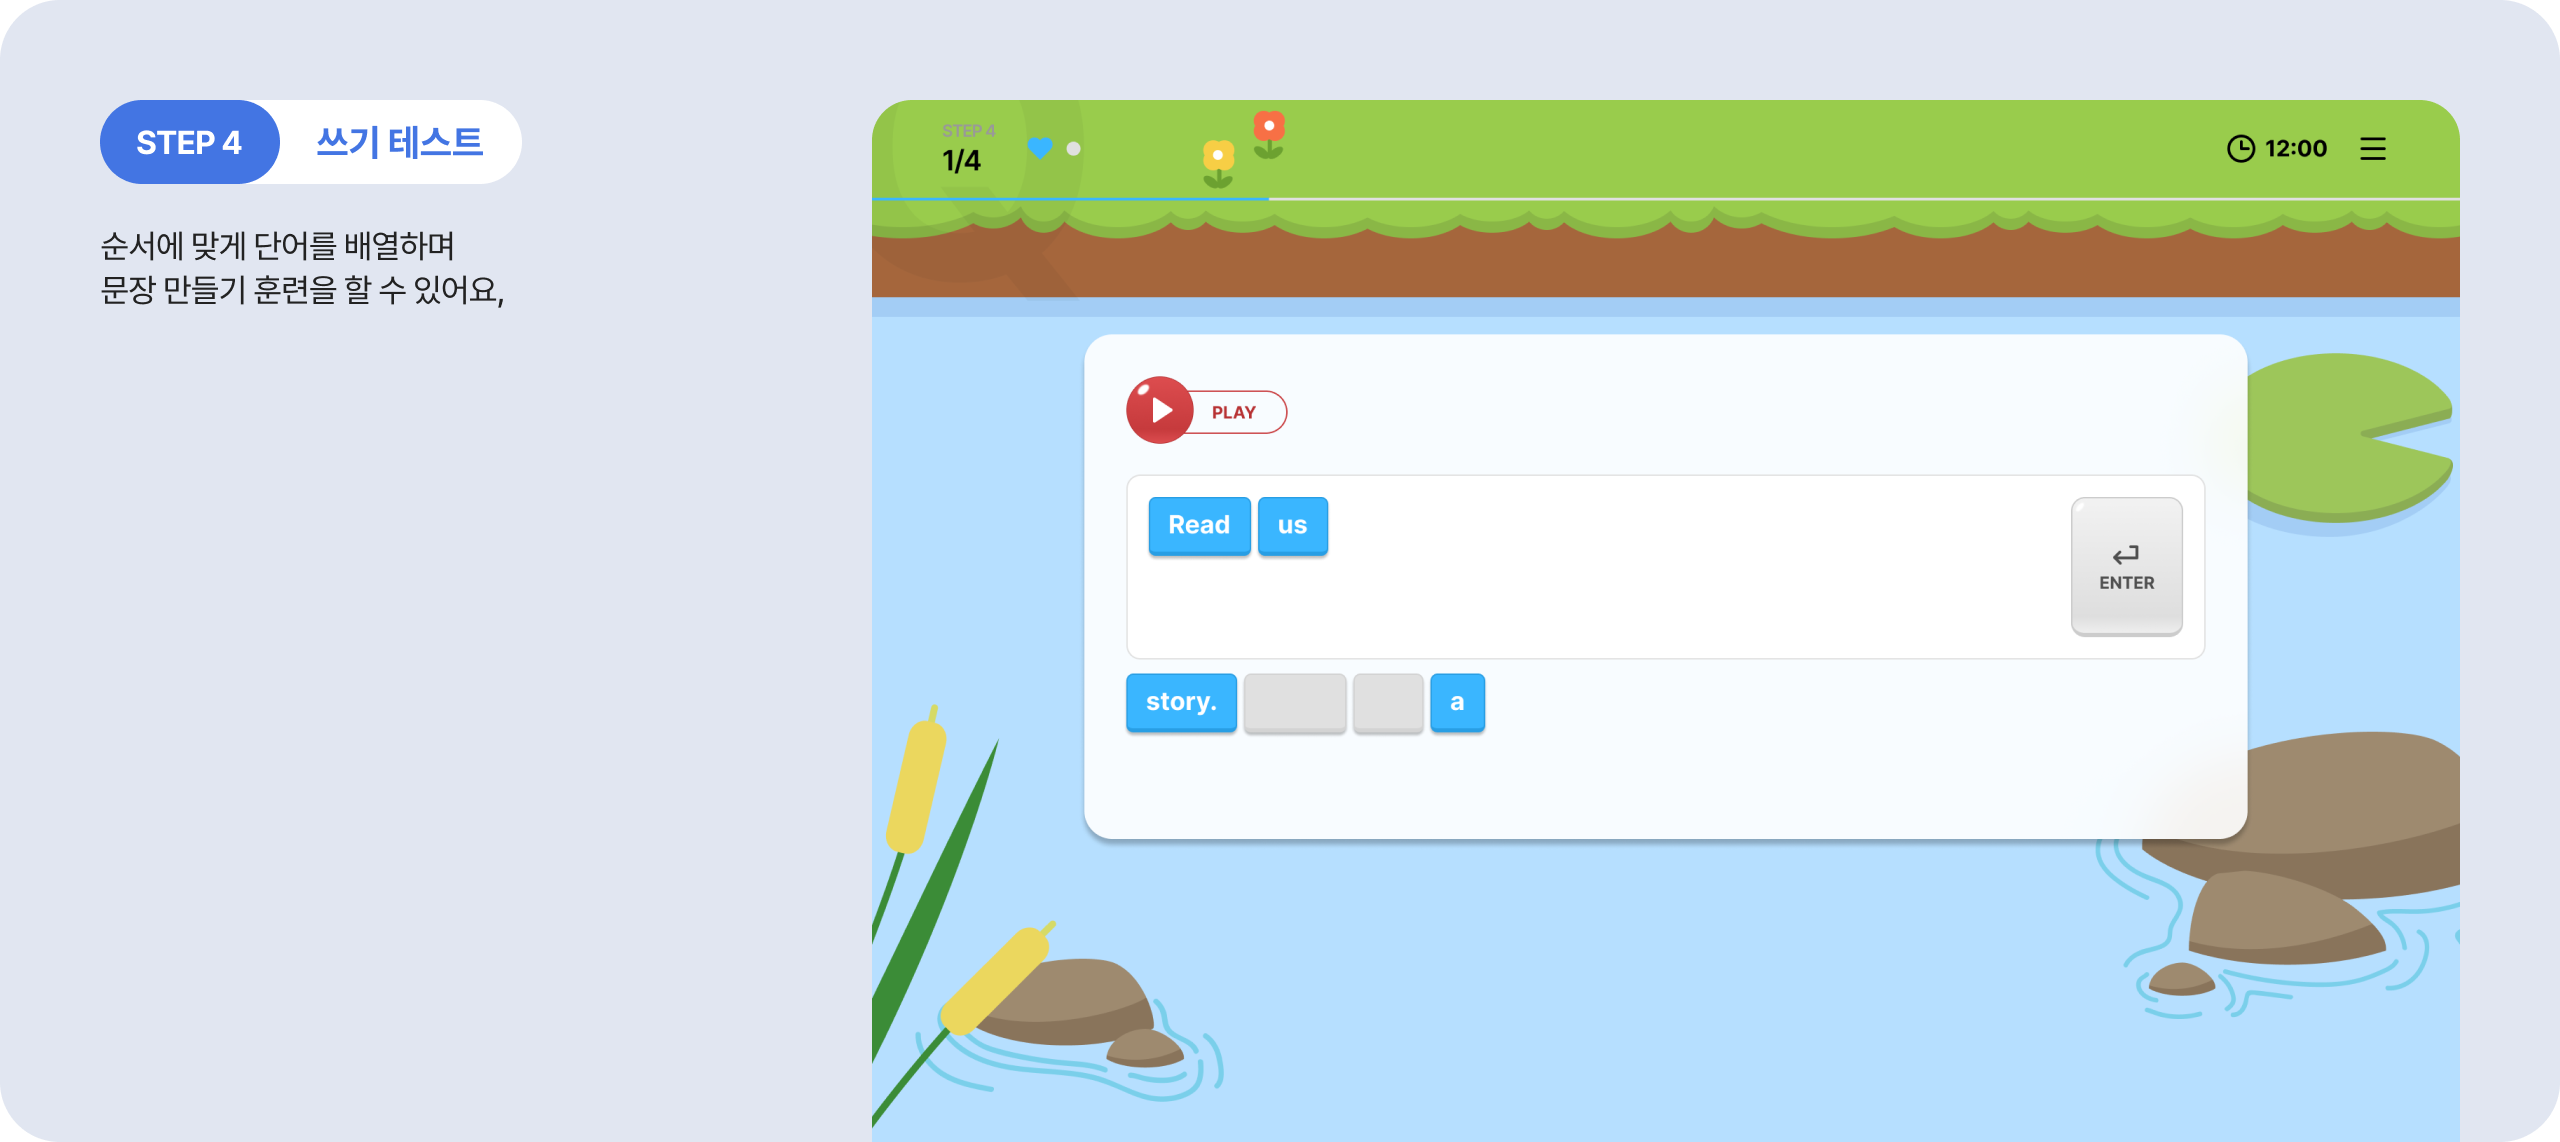 STEP 4 쓰기 테스트
순서에 맞게 단어를 배열하며
문장 만들기 훈련을 할 수 있어요,
STEP 4
1/4
12:00
PLAY
Read us
ENTER
story. a